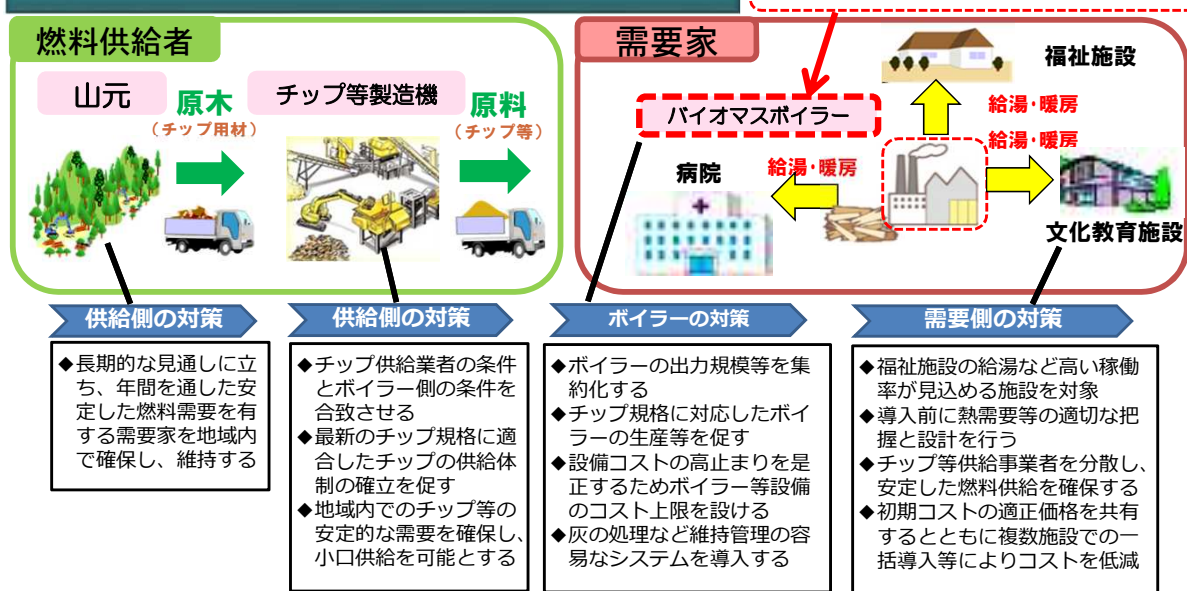 燃料供給者
山元
原木
(チップ用材)
チップ等製造機
原料
(チップ等)
需要家
福祉施設
給湯・暖房
給湯・暖房
バイオマスボイラー
病院
給湯・暖房
文化教育施設
供給側の対策
◆長期的な見通しに立
ち、年間を通した安
定した燃料需要を有
する需要家を地域内
で確保し、維持する
供給側の対策
◆チップ供給業者の条件
とボイラー側の条件を
合致させる
◆最新のチップ規格に適
合したチップの供給体
制の確立を促す
◆地域内でのチップ等の
安定的な需要を確保し、
小口供給を可能とする
ボイラーの対策
◆ボイラーの出力規模等を集
約化する
◆チップ規格に対応したボイ
ラーの生産等を促す
◆設備コストの高止まりを是
正するためボイラー等設備
のコスト上限を設ける
◆灰の処理など維持管理の容
易なシステムを導入する
需要側の対策
◆福祉施設の給湯など高い稼働
率が見込める施設を対象
◆導入前に熱需要等の適切な把
握と設計を行う
◆チップ等供給事業者を分散し、
安定した燃料供給を確保する
◆初期コストの適正価格を共有
するとともに複数施設での一
括導入等によりコストを低減